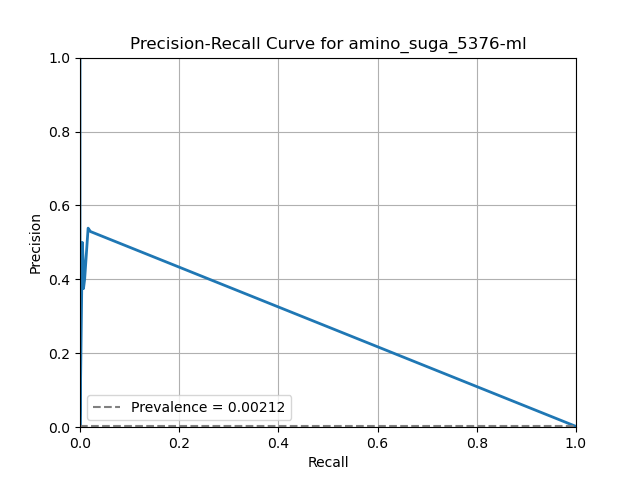 Precision-Recall Curve for amino_suga_5376-ml
1.0
0.8
0.6
0.4
0.2
0.0
Precision
Prevalence = 0.00212
0.0 0.2 0.4 0.6 0.8 1.0
Recall